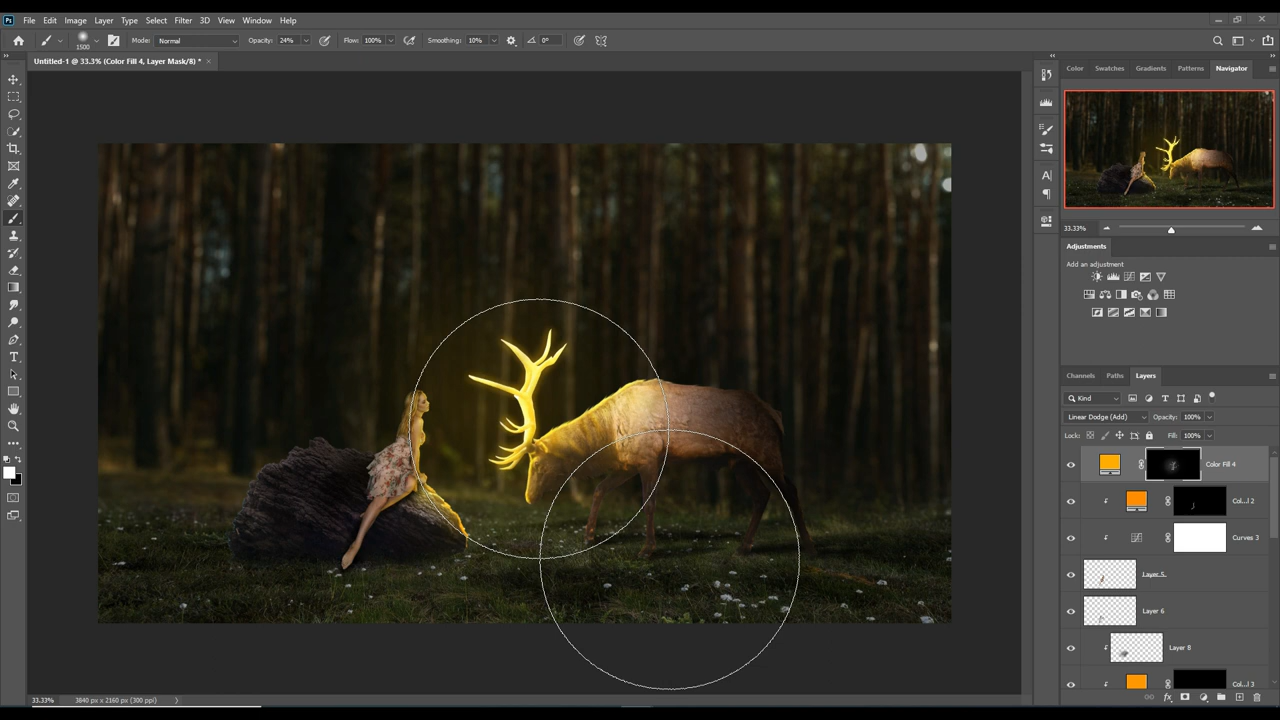 Ps File Edit Image Layer Type Select Filter 3D View Window Help
1500 Mode: Normal Opacity: 24% Flow: 100% Smoothing: 10% 0°
Untitled-1 @ 33.3% (Color Fill 4, Layer Mask/8) * ×
Color Swatches Gradients Patterns Navigator
33.33%
Adjustments
Add an adjustment
Channels Paths Layers
Kind
Linear Dodge (Add) Opacity: 100%
Lock: Fill: 100%
Color Fill 4
Col...l 2
Curves 3
Layer 5
Layer 6
Layer 8
Col...l 3
33.33% 3840 px x 2160 px (300 ppi)